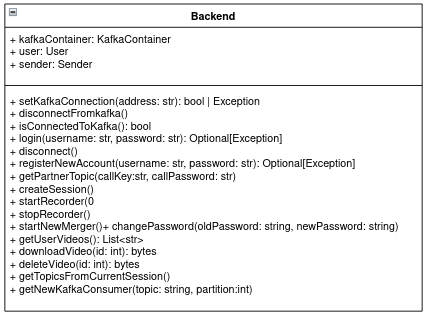 Backend
+ kafkaContainer: KafkaContainer
+ user: User
+ sender: Sender
+ setKafkaConnection(address: str): bool | Exception
+ disconnectFromkafka()
+ isConnectedToKafka(): bool
+ login(username: str, password: str): Optional[Exception]
+ disconnect()
+ registerNewAccount(username: str, password: str): Optional[Exception]
+ getPartnerTopic(callKey:str, callPassword: str)
+ createSession()
+ startRecorder(0
+ stopRecorder()
+ startNewMerger()+ changePassword(oldPassword: string, newPassword: string)
+ getUserVideos(): List<str>
+ downloadVideo(id: int): bytes
+ deleteVideo(id: int): bytes
+ getTopicsFromCurrentSession()
+ getNewKafkaConsumer(topic: string, partition:int)